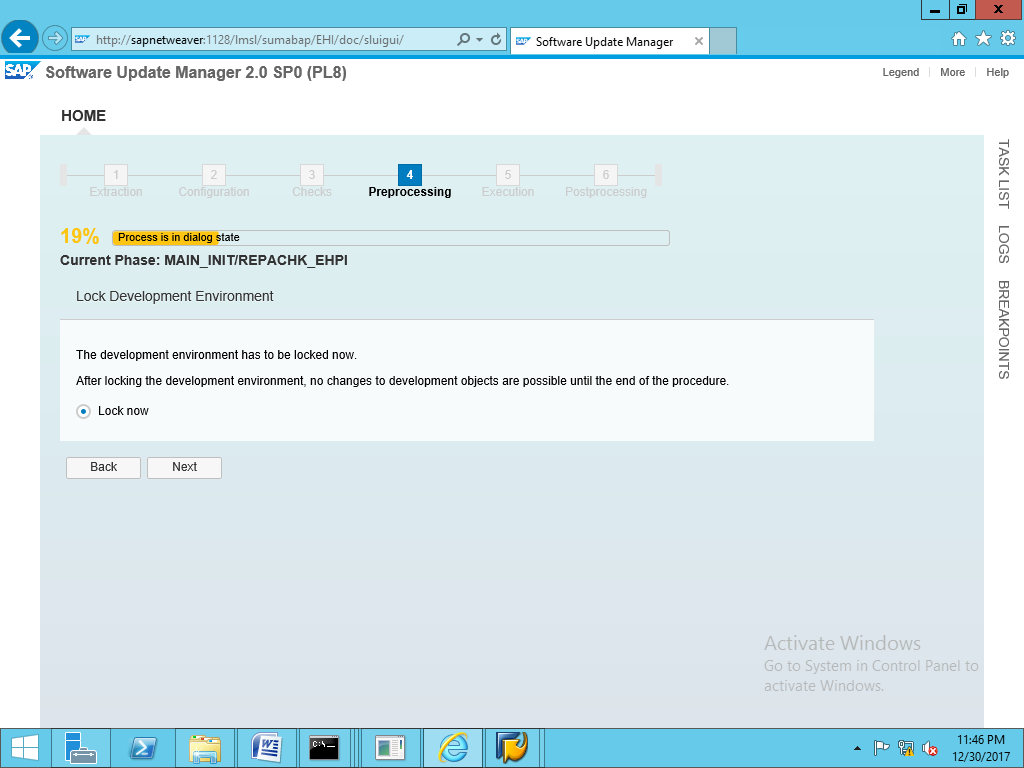 http://sapnetweaver:1128/lmsl/sumabap/EHI/doc/sluigui/
SAP Software Update Manager
SAP Software Update Manager 2.0 SP0 (PL8)
Legend More Help
HOME
TASK LIST
LOGS
BREAKPOINTS
1 2 3 4 5 6
Extraction Configuration Checks Preprocessing Execution Postprocessing
19% Process is in dialog state
Current Phase: MAIN_INIT/REPACHK_EHPI
Lock Development Environment
The development environment has to be locked now.
After locking the development environment, no changes to development objects are possible until the end of the procedure.
Lock now
Back Next
Activate Windows
Go to System in Control Panel to
activate Windows.
11:46 PM
12/30/2017